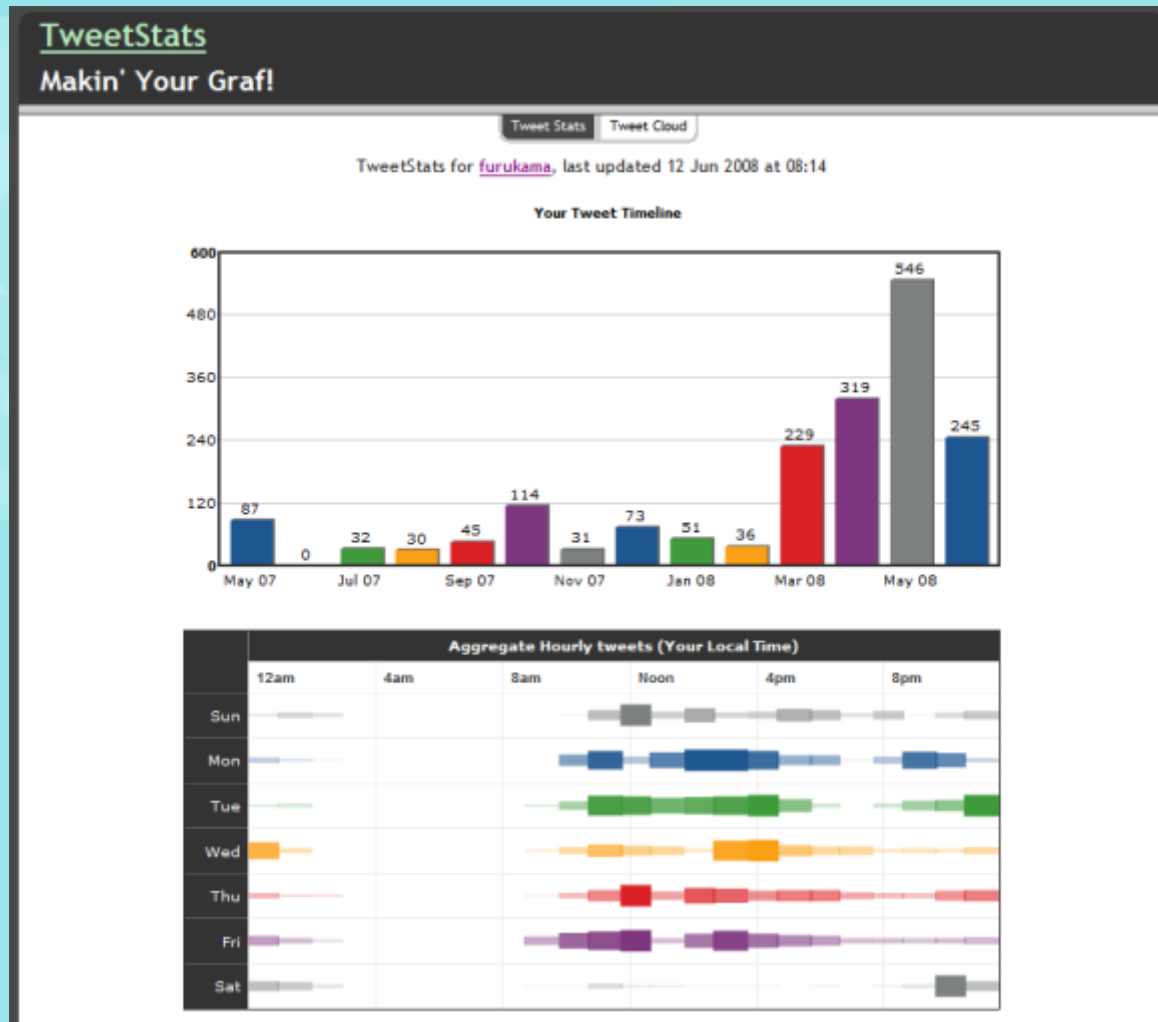 TweetStats
Makin' Your Graf!
Tweet Stats Tweet Cloud
TweetStats for furukama, last updated 12 Jun 2008 at 08:14
Your Tweet Timeline
600
480
360
240
120
0
87 0 32 30 45 114 31 73 51 36 229 319 546 245
May 07 Jul 07 Sep 07 Nov 07 Jan 08 Mar 08 May 08
Aggregate Hourly tweets (Your Local Time)
12am 4am 8am Noon 4pm 8pm
Sun
Mon
Tue
Wed
Thu
Fri
Sat